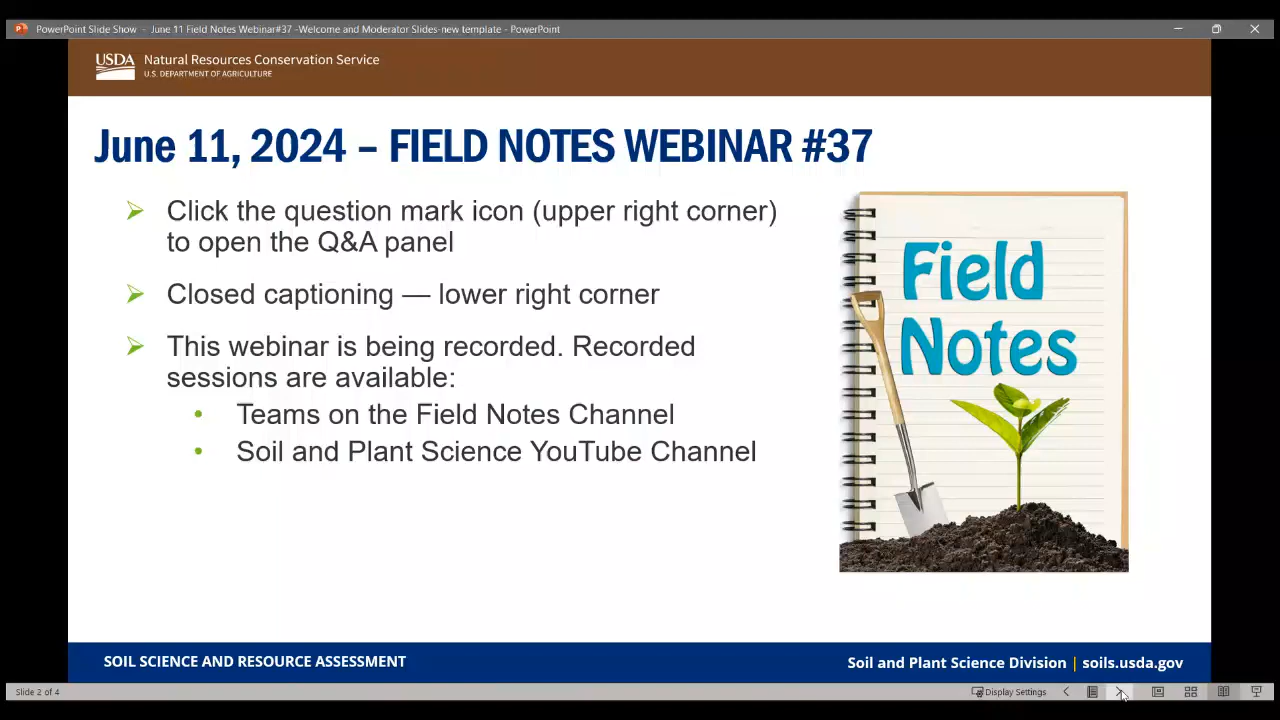 PowerPoint Slide Show - June 11 Field Notes Webinar#37 -Welcome and Moderator Slides-new template - PowerPoint
USDA Natural Resources Conservation Service
U.S. DEPARTMENT OF AGRICULTURE
June 11, 2024 – FIELD NOTES WEBINAR #37
Click the question mark icon (upper right corner)
to open the Q&A panel
Closed captioning — lower right corner
This webinar is being recorded. Recorded
sessions are available:
• Teams on the Field Notes Channel
• Soil and Plant Science YouTube Channel
Field
Notes
SOIL SCIENCE AND RESOURCE ASSESSMENT
Soil and Plant Science Division | soils.usda.gov
Slide 2 of 4
Display Settings